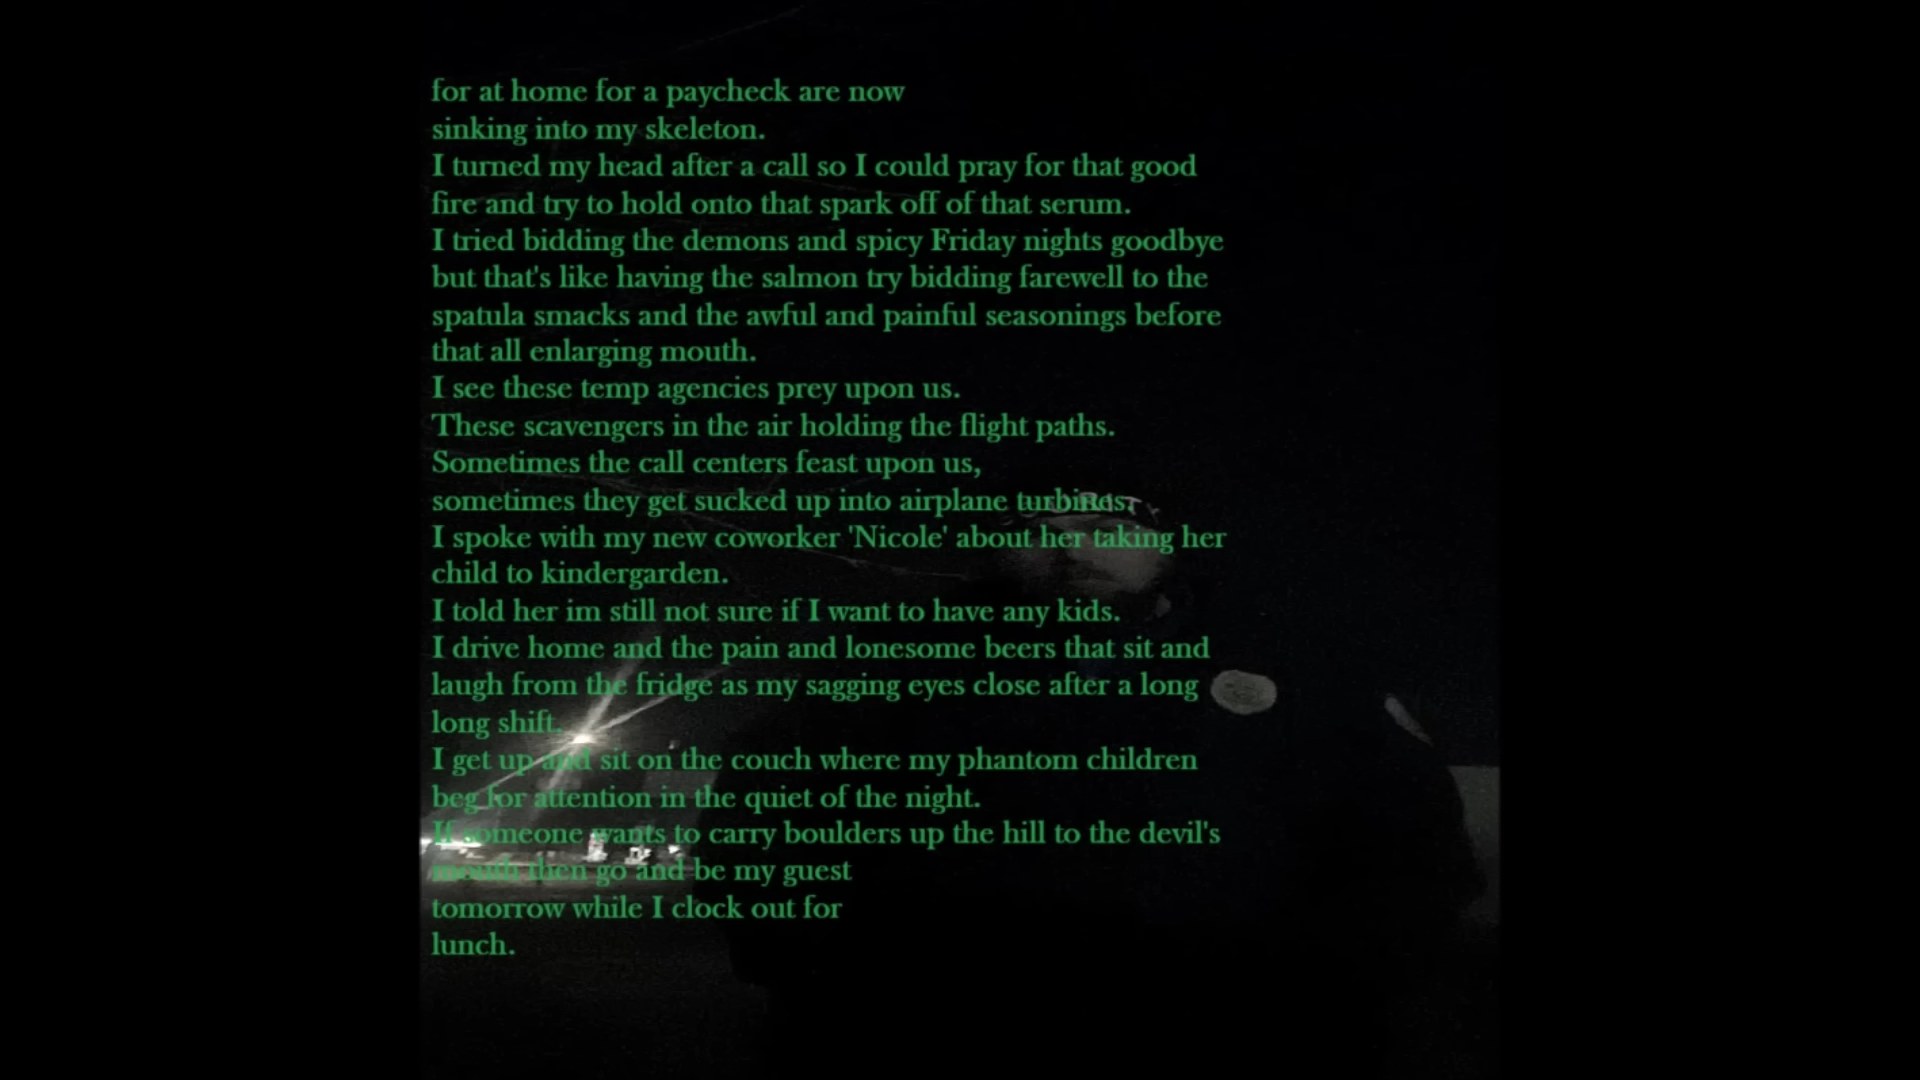 for at home for a paycheck are now
sinking into my skeleton.
I turned my head after a call so I could pray for that good
fire and try to hold onto that spark off of that serum.
I tried bidding the demons and spicy Friday nights goodbye
but that's like having the salmon try bidding farewell to the
spatula smacks and the awful and painful seasonings before
that all enlarging mouth.
I see these temp agencies prey upon us.
These scavengers in the air holding the flight paths.
Sometimes the call centers feast upon us,
sometimes they get sucked up into airplane turbines.
I spoke with my new coworker 'Nicole' about her taking her
child to kindergarden.
I told her im still not sure if I want to have any kids.
I drive home and the pain and lonesome beers that sit and
laugh from the fridge as my sagging eyes close after a long
long shift.
I get up and sit on the couch where my phantom children
beg for attention in the quiet of the night.
If someone wants to carry boulders up the hill to the devil's
mouth then go and be my guest
tomorrow while I clock out for
lunch.